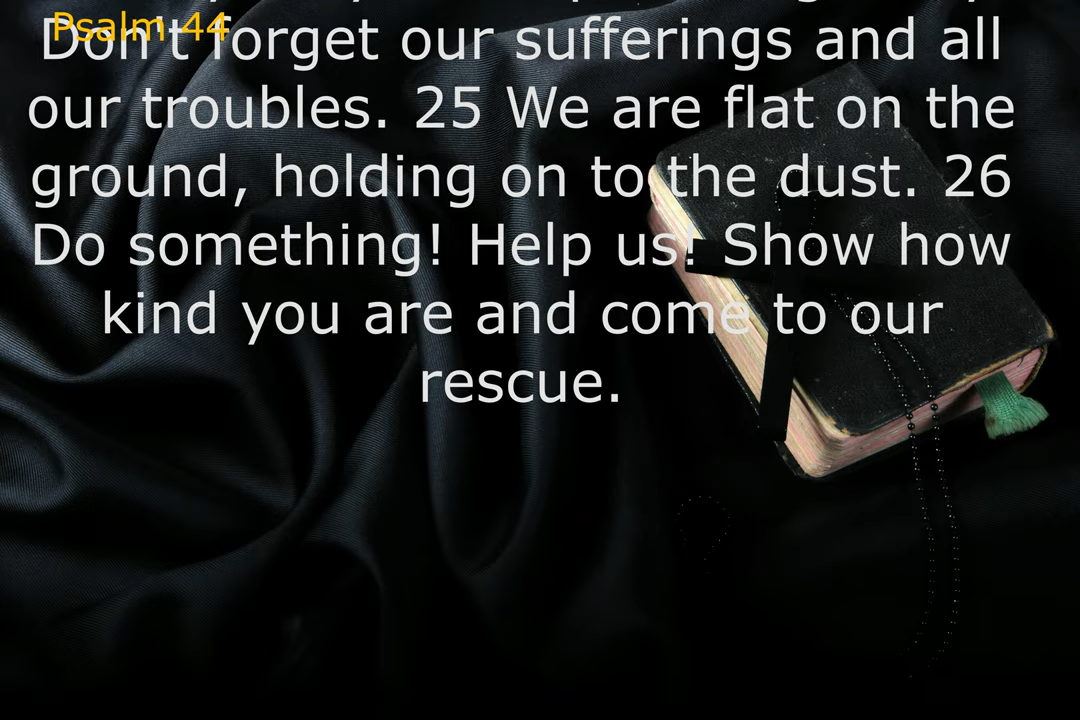 Psalm 44
Don't forget our sufferings and all
our troubles. 25 We are flat on the
ground, holding on to the dust. 26
Do something! Help us! Show how
kind you are and come to our
rescue.